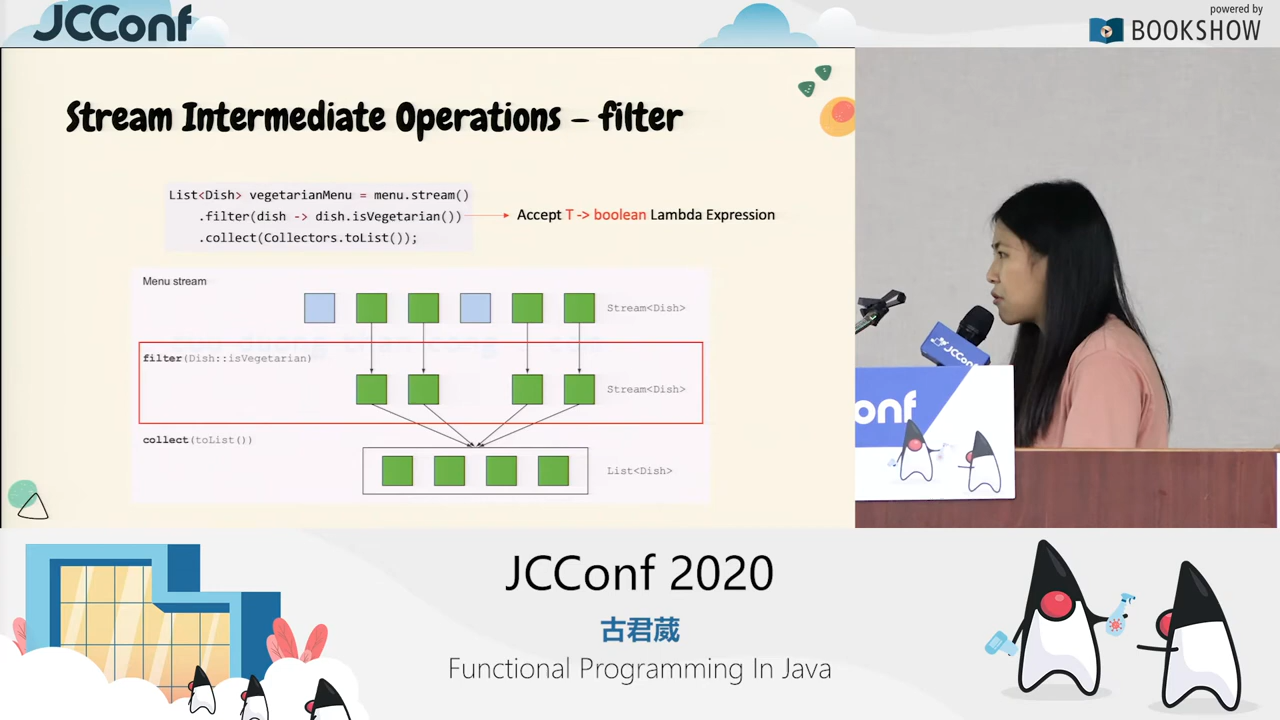 JCConf
powered by
BOOKSHOW
Stream Intermediate Operations – filter
List<Dish> vegetarianMenu = menu.stream()
.filter(dish -> dish.isVegetarian())
.collect(Collectors.toList());
Accept T -> boolean Lambda Expression
Menu stream
Stream<Dish>
filter(Dish::isVegetarian)
Stream<Dish>
collect(toList())
List<Dish>
JCConf
onf
JCConf 2020
古君葳
Functional Programming In Java